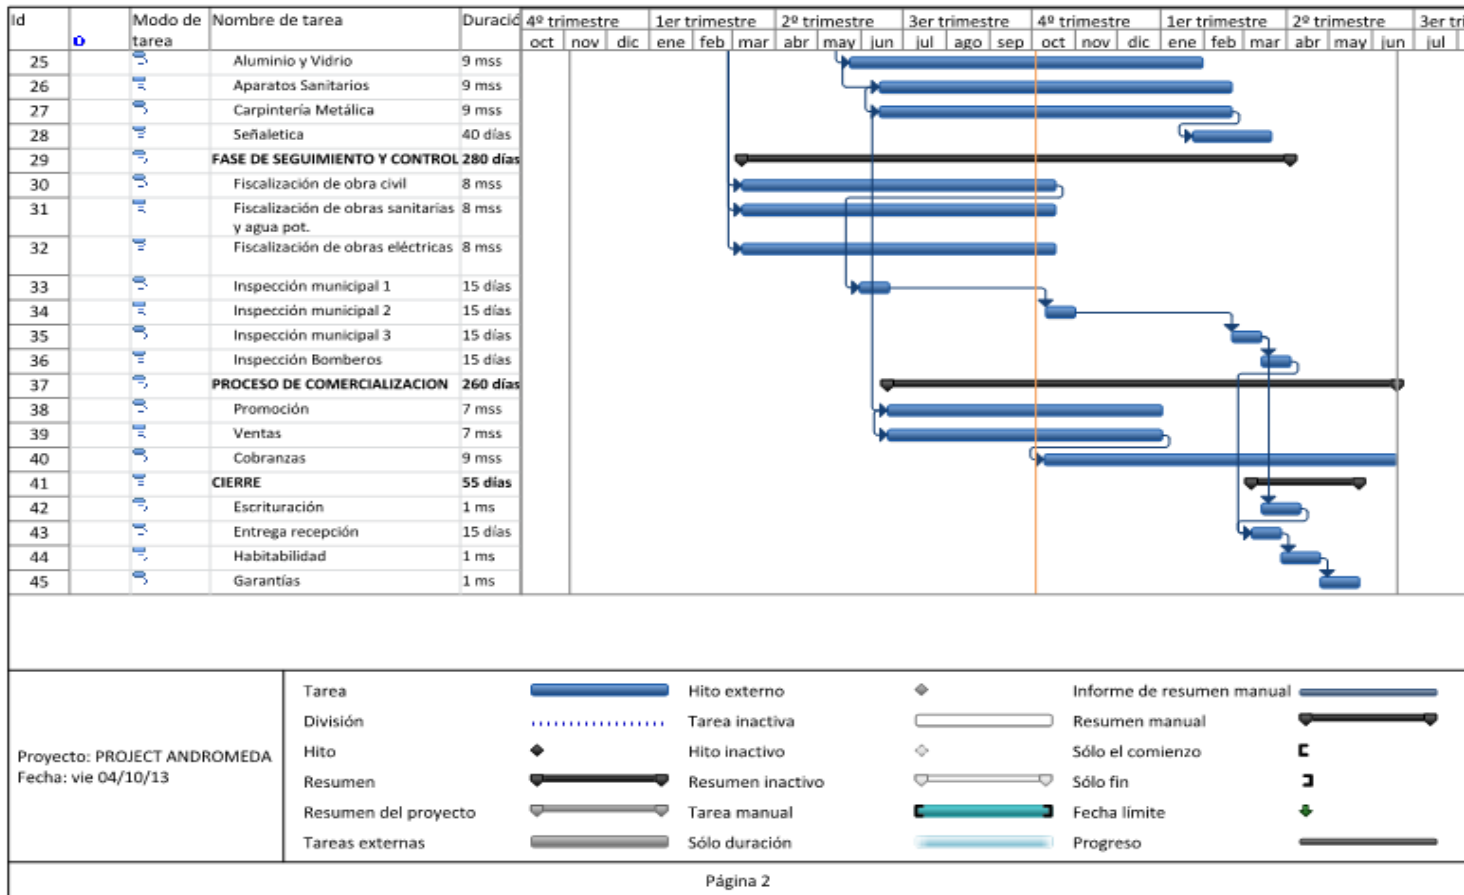 Id Modo de Nombre de tarea Duració 4º trimestre 1er trimestre 2º trimestre 3er trimestre 4º trimestre 1er trimestre 2º trimestre 3er tri
tarea oct nov dic ene feb mar abr may jun jul ago sep oct nov dic ene feb mar abr may jun jul
25 Aluminio y Vidrio 9 mss
26 Aparatos Sanitarios 9 mss
27 Carpintería Metálica 9 mss
28 Señaletica 40 días
29 FASE DE SEGUIMIENTO Y CONTROL 280 días
30 Fiscalización de obra civil 8 mss
31 Fiscalización de obras sanitarias 8 mss
y agua pot.
32 Fiscalización de obras eléctricas 8 mss
33 Inspección municipal 1 15 días
34 Inspección municipal 2 15 días
35 Inspección municipal 3 15 días
36 Inspección Bomberos 15 días
37 PROCESO DE COMERCIALIZACION 260 días
38 Promoción 7 mss
39 Ventas 7 mss
40 Cobranzas 9 mss
41 CIERRE 55 días
42 Escrituración 1 ms
43 Entrega recepción 15 días
44 Habitabilidad 1 ms
45 Garantías 1 ms
Proyecto: PROJECT ANDROMEDA
Fecha: vie 04/10/13
Tarea Hito externo Informe de resumen manual
División Tarea inactiva Resumen manual
Hito Hito inactivo Sólo el comienzo
Resumen Resumen inactivo Sólo fin
Resumen del proyecto Tarea manual Fecha límite
Tareas externas Sólo duración Progreso
Página 2